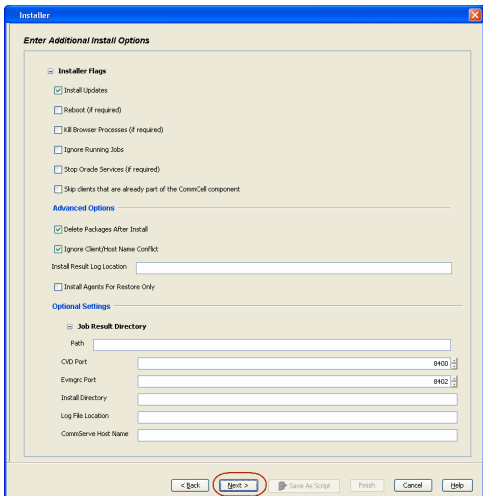 Installer
Enter Additional Install Options
Installer Flags
Install Updates
Reboot (if required)
Kill Browser Processes (if required)
Ignore Running Jobs
Stop Oracle Services (if required)
Skip clients that are already part of the CommCell component
Advanced Options
Delete Packages After Install
Ignore Client/Host Name Conflict
Install Result Log Location
Install Agents For Restore Only
Optional Settings
Job Result Directory
Path
CVD Port 8400
Evmgrc Port 8402
Install Directory
Log File Location
CommServe Host Name
< Back Next > Save As Script Finish Cancel Help